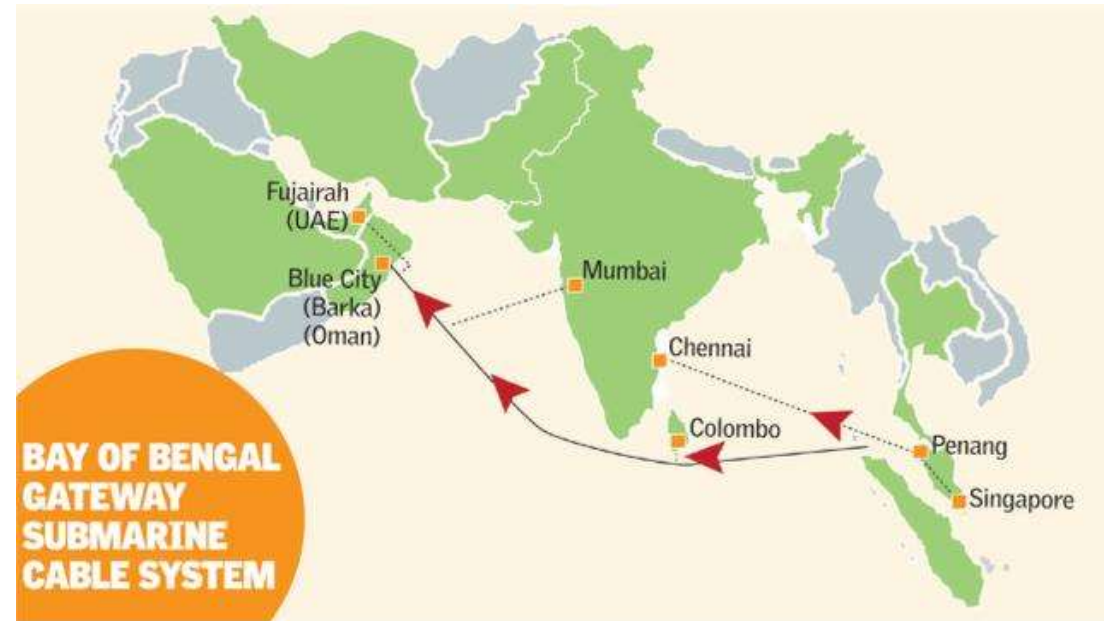 Fujairah
(UAE)
Blue City
(Barka)
(Oman)
Mumbai
Chennai
Colombo
Penang
Singapore
BAY OF BENGAL
GATEWAY
SUBMARINE
CABLE SYSTEM